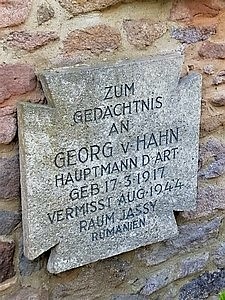 ZUM
GEDÄCHTNIS
AN
GEORG v. HAHN
HAUPTMANN D. ART
GEB. 17·3·1917
VERMISST AUG·1944
RAUM JASSY
RUMÄNIEN